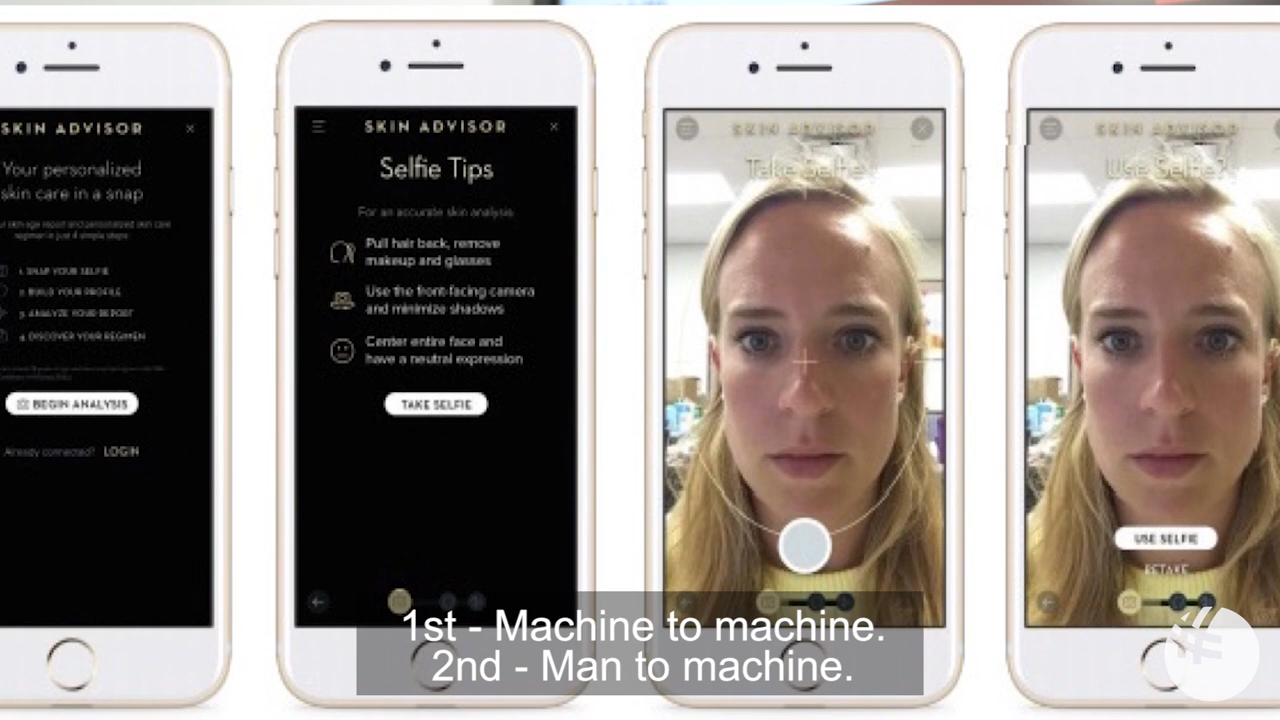 SKIN ADVISOR
Your personalized
skin care in a snap
1. SNAP YOUR SELFIE
2. BUILD YOUR PROFILE
3. ANALYZE YOUR REPORT
4. DISCOVER YOUR REGIMEN
BEGIN ANALYSIS
Already connected? LOGIN
SKIN ADVISOR
Selfie Tips
For an accurate skin analysis:
Pull hair back, remove
makeup and glasses
Use the front-facing camera
and minimize shadows
Center entire face and
have a neutral expression
TAKE SELFIE
SKIN ADVISOR
Take Selfie
SKIN ADVISOR
Use Selfie?
USE SELFIE
RETAKE
1st - Machine to machine.
2nd - Man to machine.